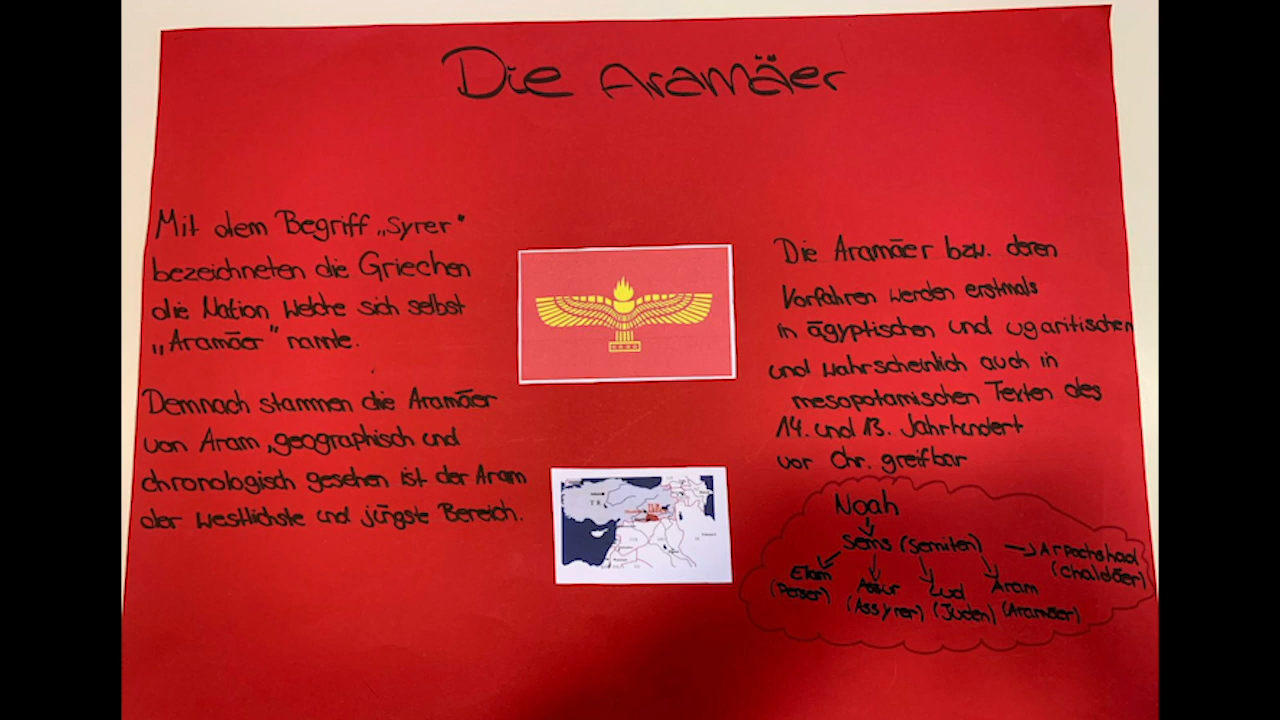 Die Aramäer
Mit dem Begriff „Syrer"
bezeichneten die Griechen
die Nation welche sich selbst
„Aramäer" nannte.
Demnach stammen die Aramäer
von Aram, geographisch und
chronologisch gesehen ist der Aram
der westlichste und jüngste Bereich.
Die Aramäer bzw. deren
Vorfahren werden erstmals
in ägyptischen und ugaritischen
und wahrscheinlich auch in
mesopotamischen Texten des
14. und 13. Jahrhundert
vor Chr. greifbar
Noah
Sems (Semiten) → Arpachshad
(Chaldäer)
Elam Assur Lud Aram
(Perser) (Assyrer) (Juden) (Aramäer)